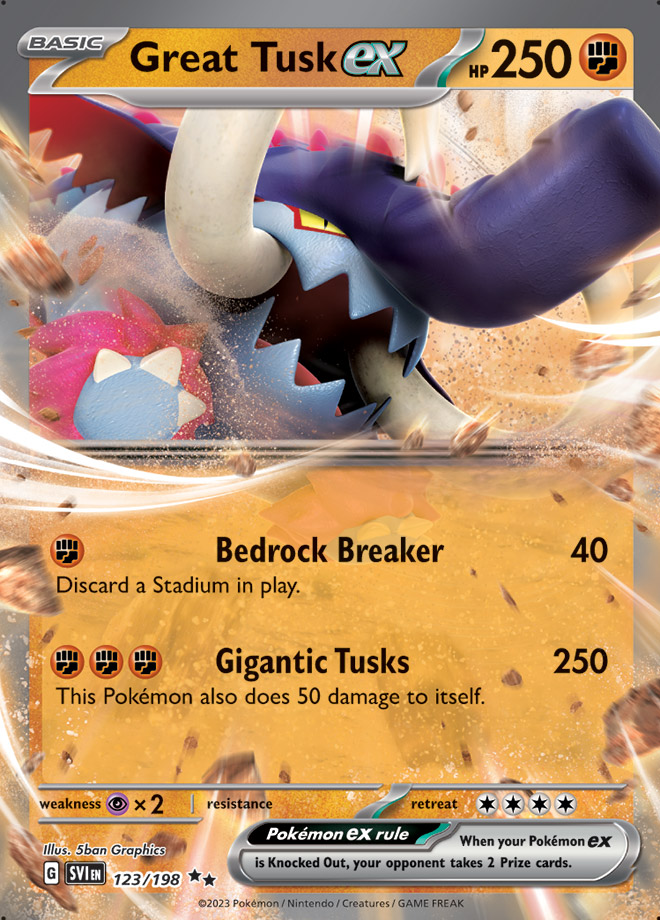 BASIC Great Tusk ex HP 250
Bedrock Breaker 40
Discard a Stadium in play.
Gigantic Tusks 250
This Pokémon also does 50 damage to itself.
weakness ×2 resistance retreat
Illus. 5ban Graphics
Pokémon ex rule When your Pokémon ex
is Knocked Out, your opponent takes 2 Prize cards.
G SVI EN 123/198
©2023 Pokémon / Nintendo / Creatures / GAME FREAK